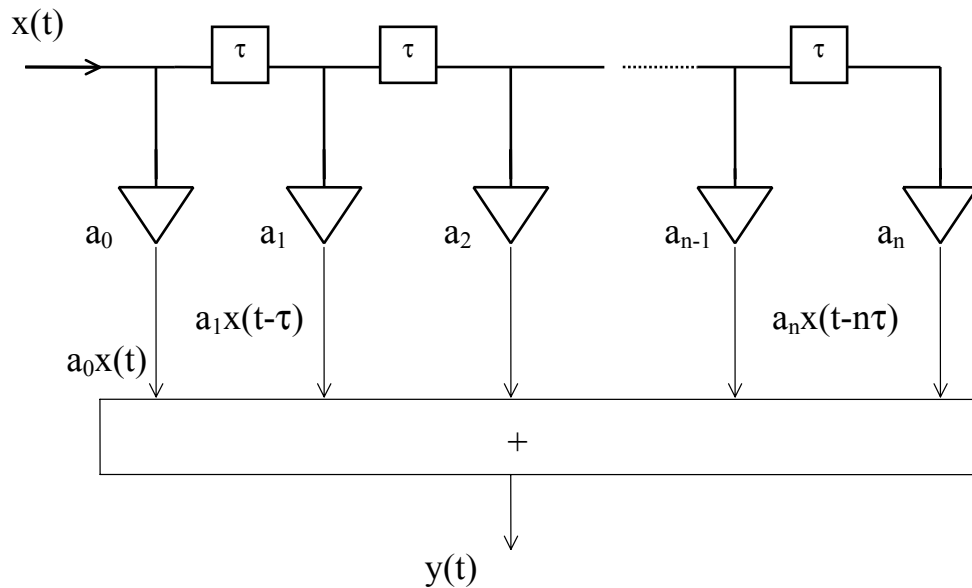 x(t)
τ τ τ
a₀ a₁ a₂ aₙ₋₁ aₙ
a₁x(t-τ) aₙx(t-nτ)
a₀x(t)
+
y(t)